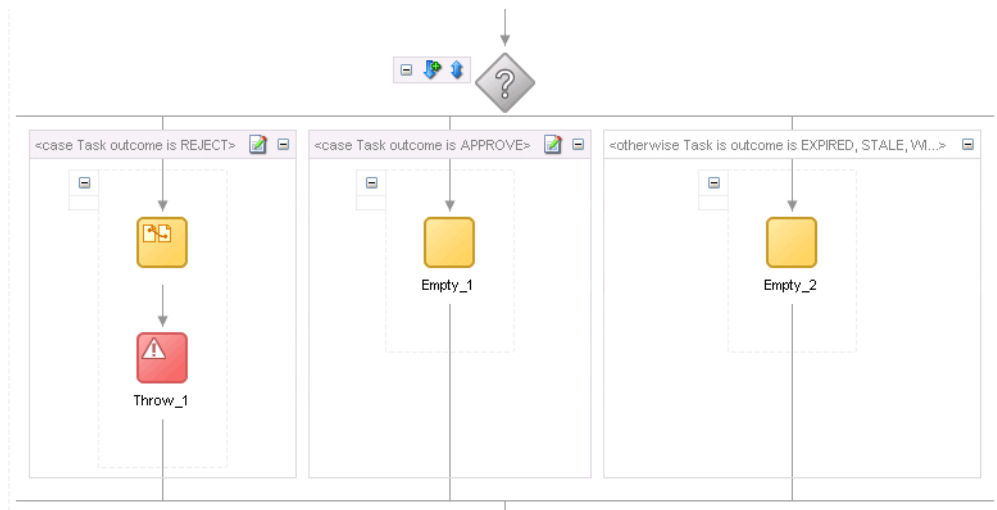 ?
<case Task outcome is REJECT>
<case Task outcome is APPROVE>
<otherwise Task is outcome is EXPIRED, STALE, WI...>
Empty_1
Empty_2
Throw_1